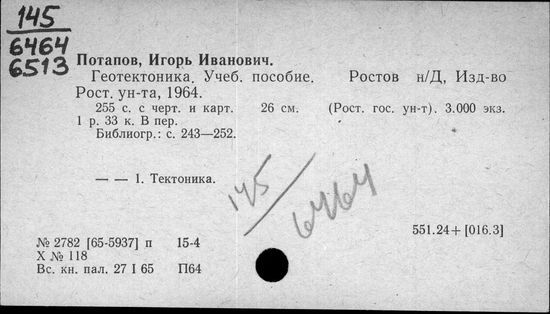 145
6464
6513
Потапов, Игорь Иванович.
Геотектоника. Учеб. пособие. Ростов н/Д, Изд-во
Рост. ун-та, 1964.
255 с. с черт. и карт. 26 см. (Рост. гос. ун-т). 3.000 экз.
1 р. 33 к. В пер.
Библиогр.: с. 243—252.
— — 1. Тектоника.
145
6464
551.24+[016.3]
№ 2782 [65-5937] п 15-4
Х № 118
Вс. кн. пал. 27 I 65 П64